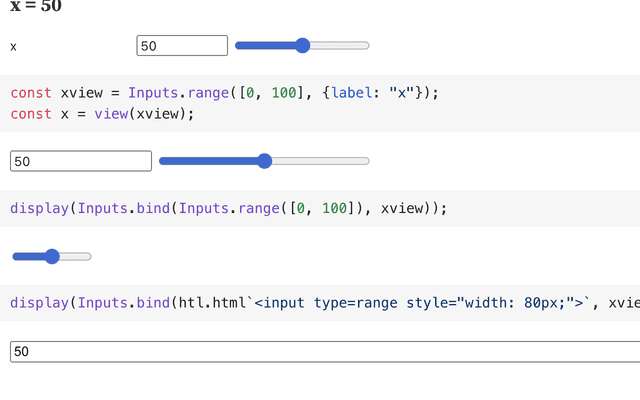 x = 50
x 50
const xview = Inputs.range([0, 100], {label: "x"});
const x = view(xview);
50
display(Inputs.bind(Inputs.range([0, 100]), xview));
display(Inputs.bind(htl.html`<input type=range style="width: 80px;">`, xvie
50